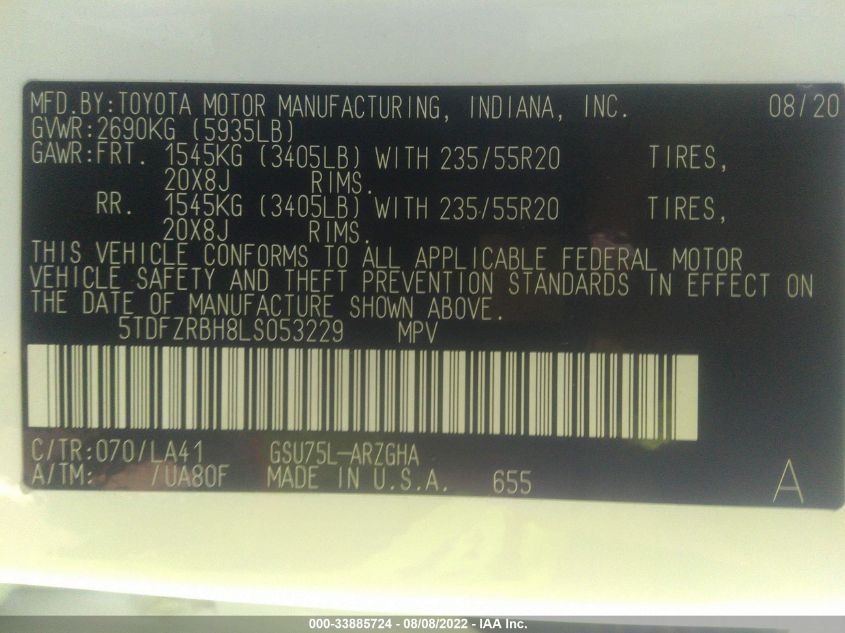 MFD.BY:TOYOTA MOTOR MANUFACTURING, INDIANA, INC. 08/20
GVWR:2690KG (5935LB)
GAWR:FRT. 1545KG (3405LB) WITH 235/55R20 TIRES,
20X8J RIMS.
RR. 1545KG (3405LB) WITH 235/55R20 TIRES,
20X8J RIMS.
THIS VEHICLE CONFORMS TO ALL APPLICABLE FEDERAL MOTOR
VEHICLE SAFETY AND THEFT PREVENTION STANDARDS IN EFFECT ON
THE DATE OF MANUFACTURE SHOWN ABOVE.
5TDFZRBH8LS053229 MPV
C/TR:070/LA41 GSU75L-ARZGHA
A/TM: /UA80F MADE IN U.S.A. 655 A
000-33885724 - 08/08/2022 - IAA Inc.